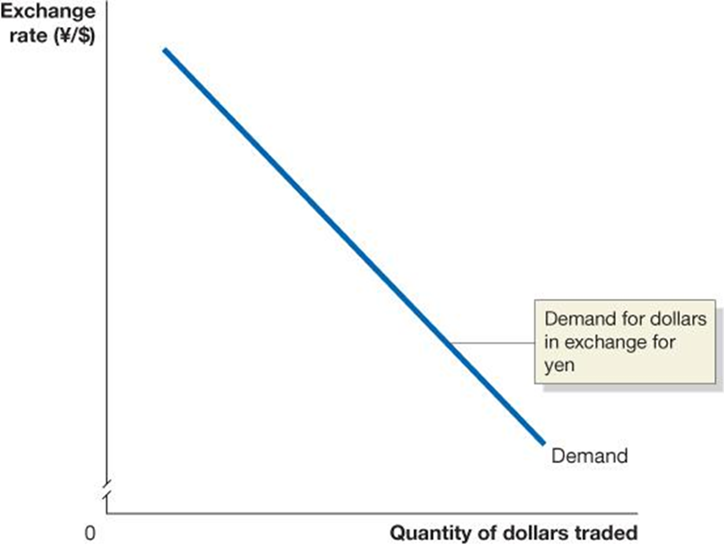 Exchange
rate (¥/$)
Demand for dollars
in exchange for
yen
Demand
0
Quantity of dollars traded